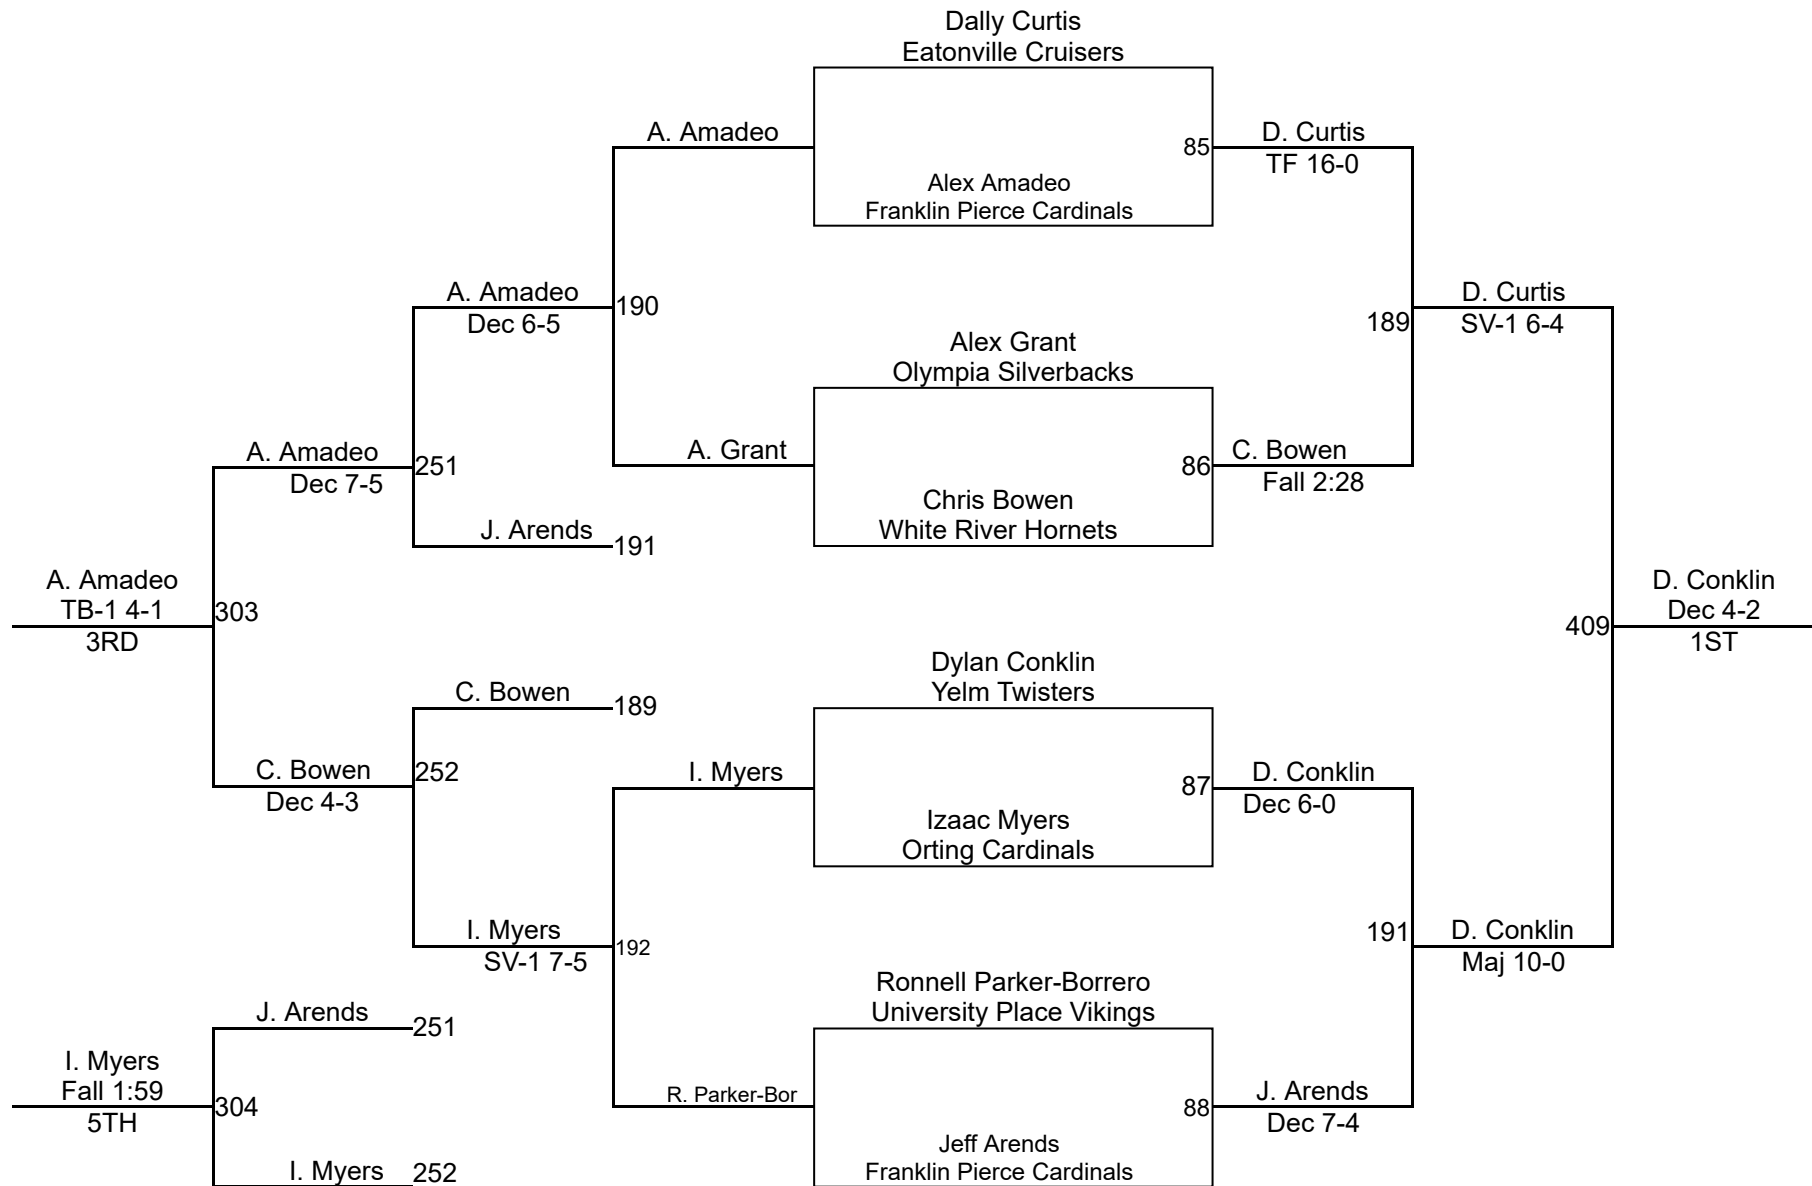 Dally Curtis
Eatonville Cruisers
A. Amadeo
85
D. Curtis
TF 16-0
Alex Amadeo
Franklin Pierce Cardinals
A. Amadeo
Dec 6-5
190
189
D. Curtis
SV-1 6-4
Alex Grant
Olympia Silverbacks
A. Amadeo
Dec 7-5
251
A. Grant
86
C. Bowen
Fall 2:28
Chris Bowen
White River Hornets
J. Arends
191
A. Amadeo
TB-1 4-1
3RD
303
409
D. Conklin
Dec 4-2
1ST
Dylan Conklin
Yelm Twisters
C. Bowen
189
C. Bowen
Dec 4-3
252
I. Myers
87
D. Conklin
Dec 6-0
Izaac Myers
Orting Cardinals
I. Myers
SV-1 7-5
192
191
D. Conklin
Maj 10-0
Ronnell Parker-Borrero
University Place Vikings
J. Arends
251
I. Myers
Fall 1:59
5TH
304
R. Parker-Bor
88
J. Arends
Dec 7-4
Jeff Arends
Franklin Pierce Cardinals
I. Myers
252